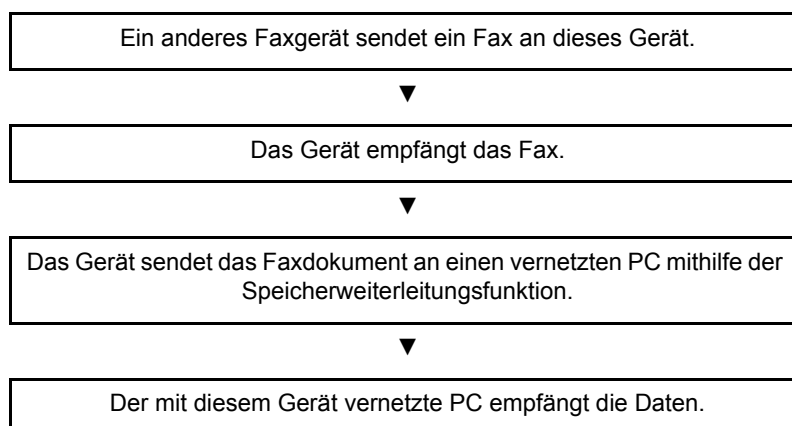 Ein anderes Faxgerät sendet ein Fax an dieses Gerät.
▼
Das Gerät empfängt das Fax.
▼
Das Gerät sendet das Faxdokument an einen vernetzten PC mithilfe der
Speicherweiterleitungsfunktion.
▼
Der mit diesem Gerät vernetzte PC empfängt die Daten.